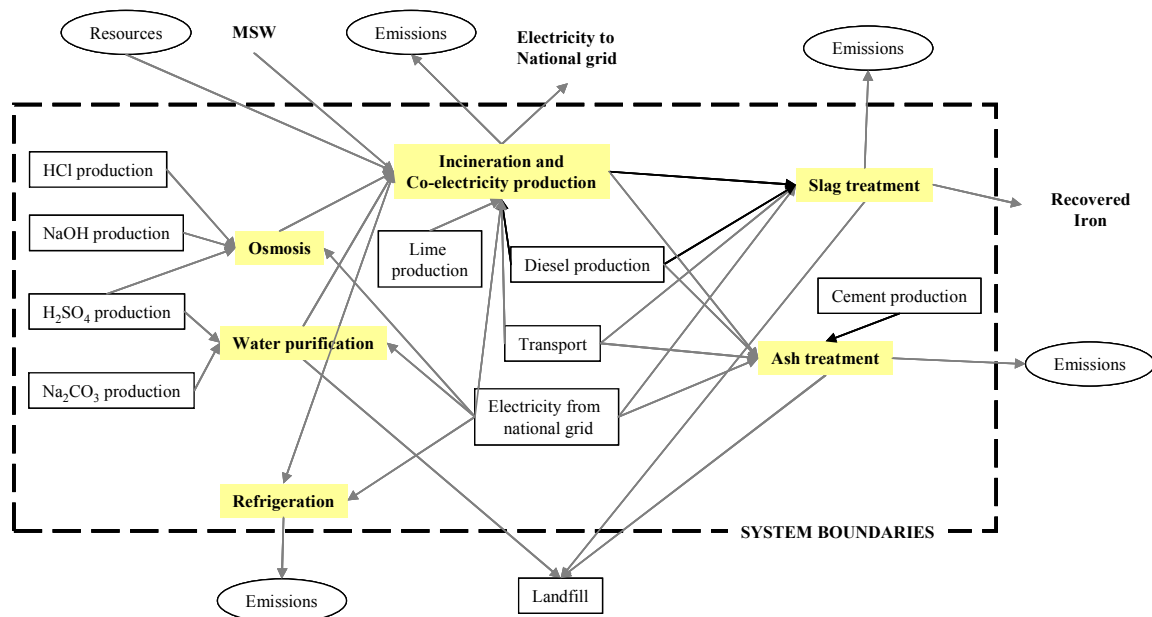 Resources
MSW
Emissions
Electricity to
National grid
Emissions
HCl production
Incineration and
Co-electricity production
Slag treatment
Recovered
Iron
NaOH production
Osmosis
Lime
production
Diesel production
Cement production
H₂SO₄ production
Water purification
Transport
Ash treatment
Emissions
Na₂CO₃ production
Electricity from
national grid
Refrigeration
SYSTEM BOUNDARIES
Emissions
Landfill